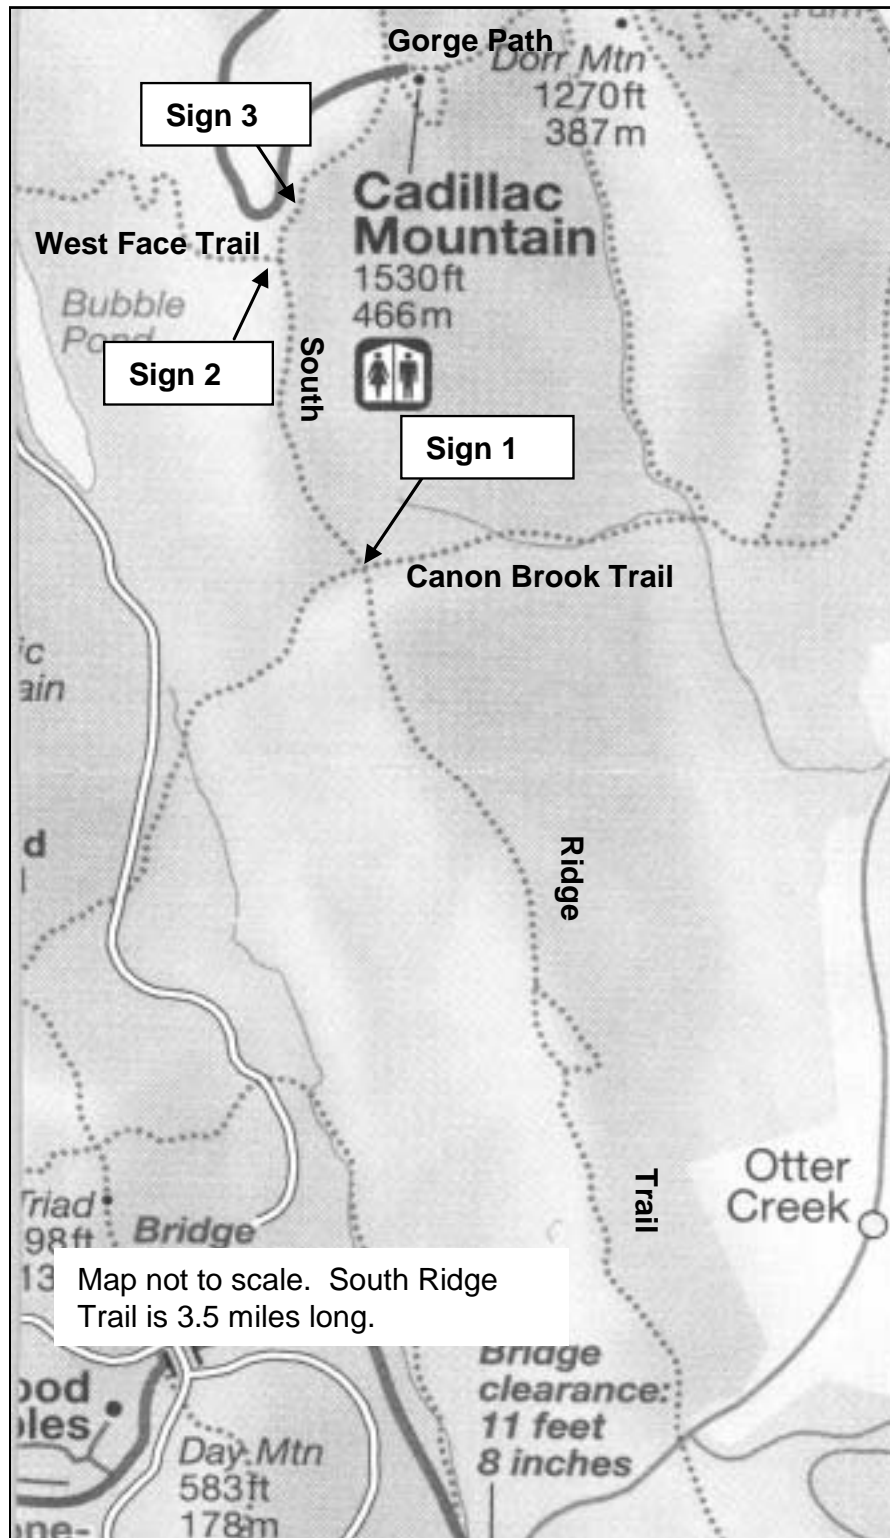 Gorge Path
Dorr Mtn
1270ft
387m
Sign 3
Cadillac
Mountain
1530ft
466m
West Face Trail
Bubble
Pond
Sign 2
South
Sign 1
Canon Brook Trail
Ridge
Trail
Otter
Creek
Triad
98ft
Bridge
Map not to scale. South Ridge
Trail is 3.5 miles long.
Bridge
clearance:
11 feet
8 inches
Day Mtn
583ft
178m